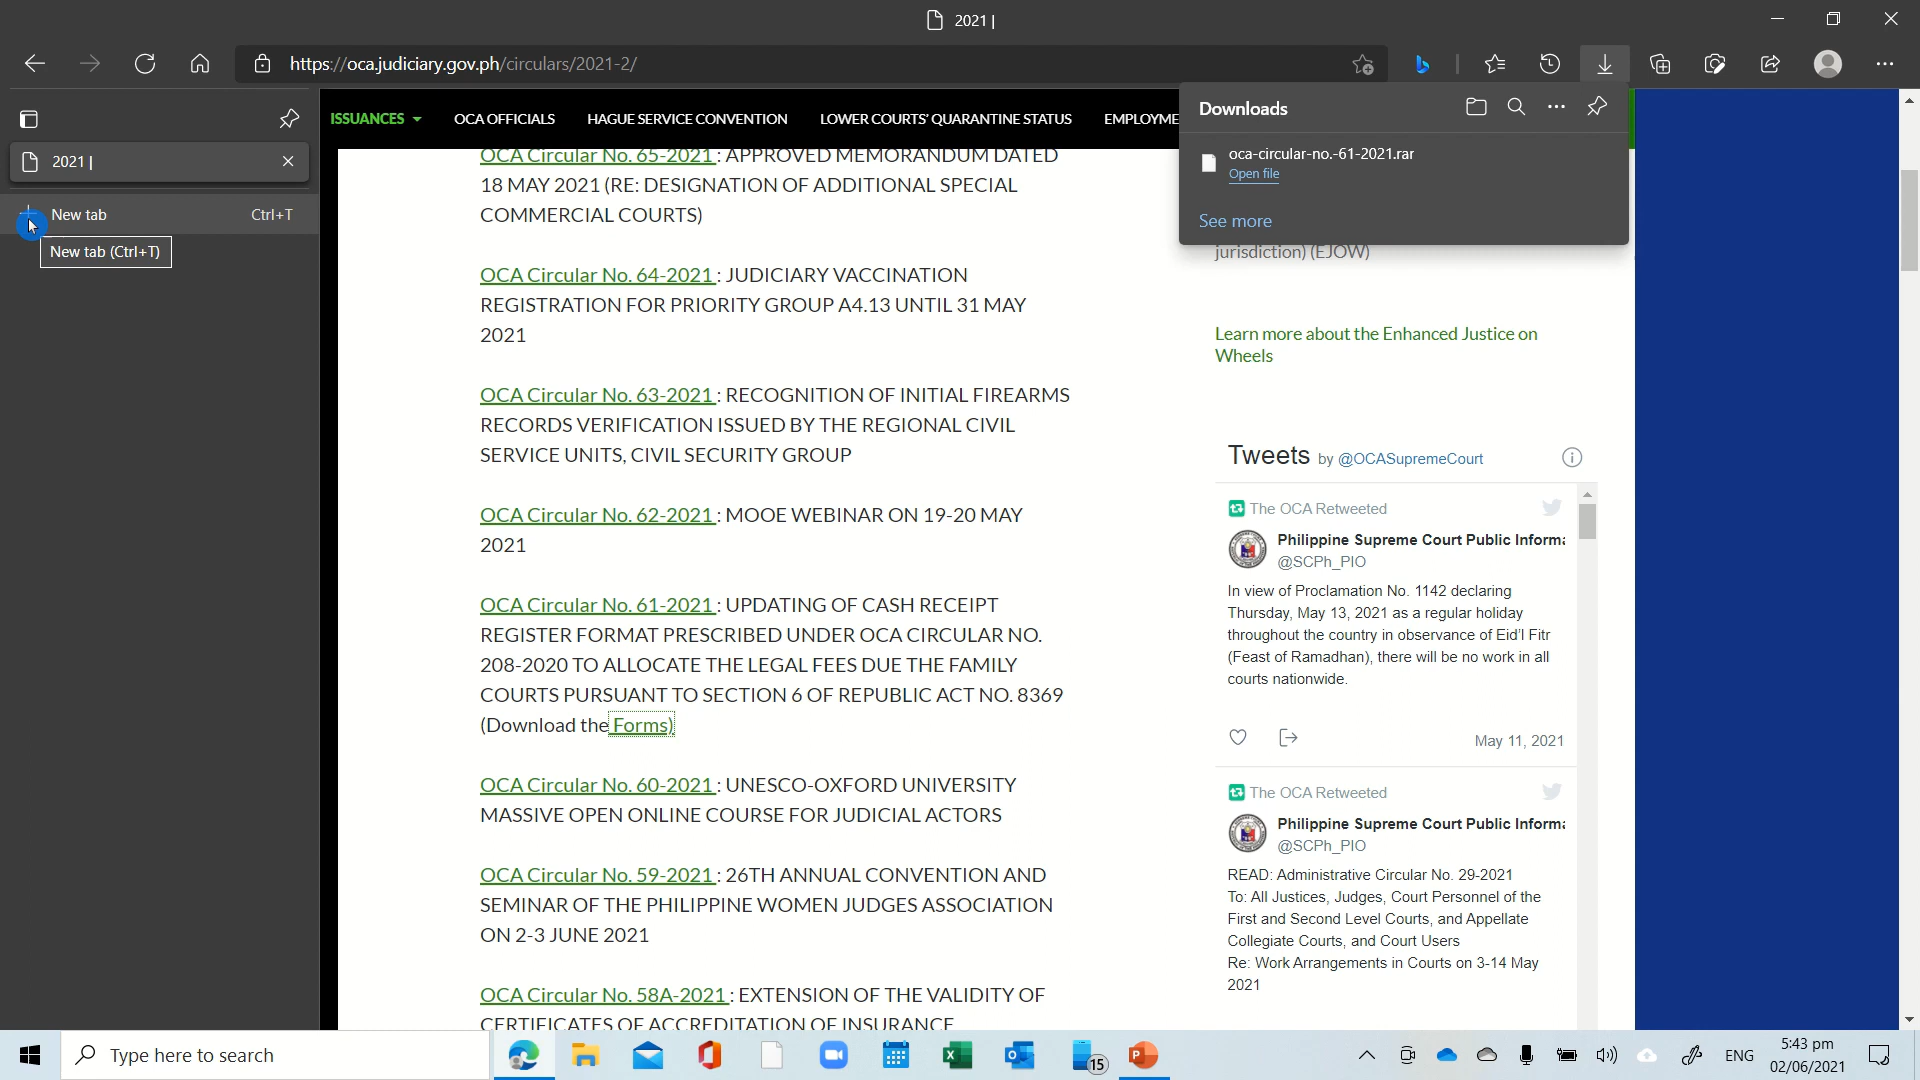 2021 |
https://oca.judiciary.gov.ph/circulars/2021-2/
2021 |
New tab
Ctrl+T
New tab (Ctrl+T)
ISSUANCES
OCA OFFICIALS
HAGUE SERVICE CONVENTION
LOWER COURTS' QUARANTINE STATUS
EMPLOYME
Downloads
oca-circular-no.-61-2021.rar
Open file
See more
OCA Circular No. 65-2021 : APPROVED MEMORANDUM DATED
18 MAY 2021 (RE: DESIGNATION OF ADDITIONAL SPECIAL
COMMERCIAL COURTS)
OCA Circular No. 64-2021 : JUDICIARY VACCINATION
REGISTRATION FOR PRIORITY GROUP A4.13 UNTIL 31 MAY
2021
OCA Circular No. 63-2021 : RECOGNITION OF INITIAL FIREARMS
RECORDS VERIFICATION ISSUED BY THE REGIONAL CIVIL
SERVICE UNITS, CIVIL SECURITY GROUP
OCA Circular No. 62-2021 : MOOE WEBINAR ON 19-20 MAY
2021
OCA Circular No. 61-2021 : UPDATING OF CASH RECEIPT
REGISTER FORMAT PRESCRIBED UNDER OCA CIRCULAR NO.
208-2020 TO ALLOCATE THE LEGAL FEES DUE THE FAMILY
COURTS PURSUANT TO SECTION 6 OF REPUBLIC ACT NO. 8369
(Download the Forms)
OCA Circular No. 60-2021 : UNESCO-OXFORD UNIVERSITY
MASSIVE OPEN ONLINE COURSE FOR JUDICIAL ACTORS
OCA Circular No. 59-2021 : 26TH ANNUAL CONVENTION AND
SEMINAR OF THE PHILIPPINE WOMEN JUDGES ASSOCIATION
ON 2-3 JUNE 2021
OCA Circular No. 58A-2021 : EXTENSION OF THE VALIDITY OF
CERTIFICATES OF ACCREDITATION OF INSURANCE
jurisdiction) (EJOW)
Learn more about the Enhanced Justice on
Wheels
Tweets by @OCASupremeCourt
The OCA Retweeted
Philippine Supreme Court Public Informa
@SCPh_PIO
In view of Proclamation No. 1142 declaring
Thursday, May 13, 2021 as a regular holiday
throughout the country in observance of Eid'l Fitr
(Feast of Ramadhan), there will be no work in all
courts nationwide.
May 11, 2021
The OCA Retweeted
Philippine Supreme Court Public Informa
@SCPh_PIO
READ: Administrative Circular No. 29-2021
To: All Justices, Judges, Court Personnel of the
First and Second Level Courts, and Appellate
Collegiate Courts, and Court Users
Re: Work Arrangements in Courts on 3-14 May
2021
Type here to search
15
ENG
5:43 pm
02/06/2021